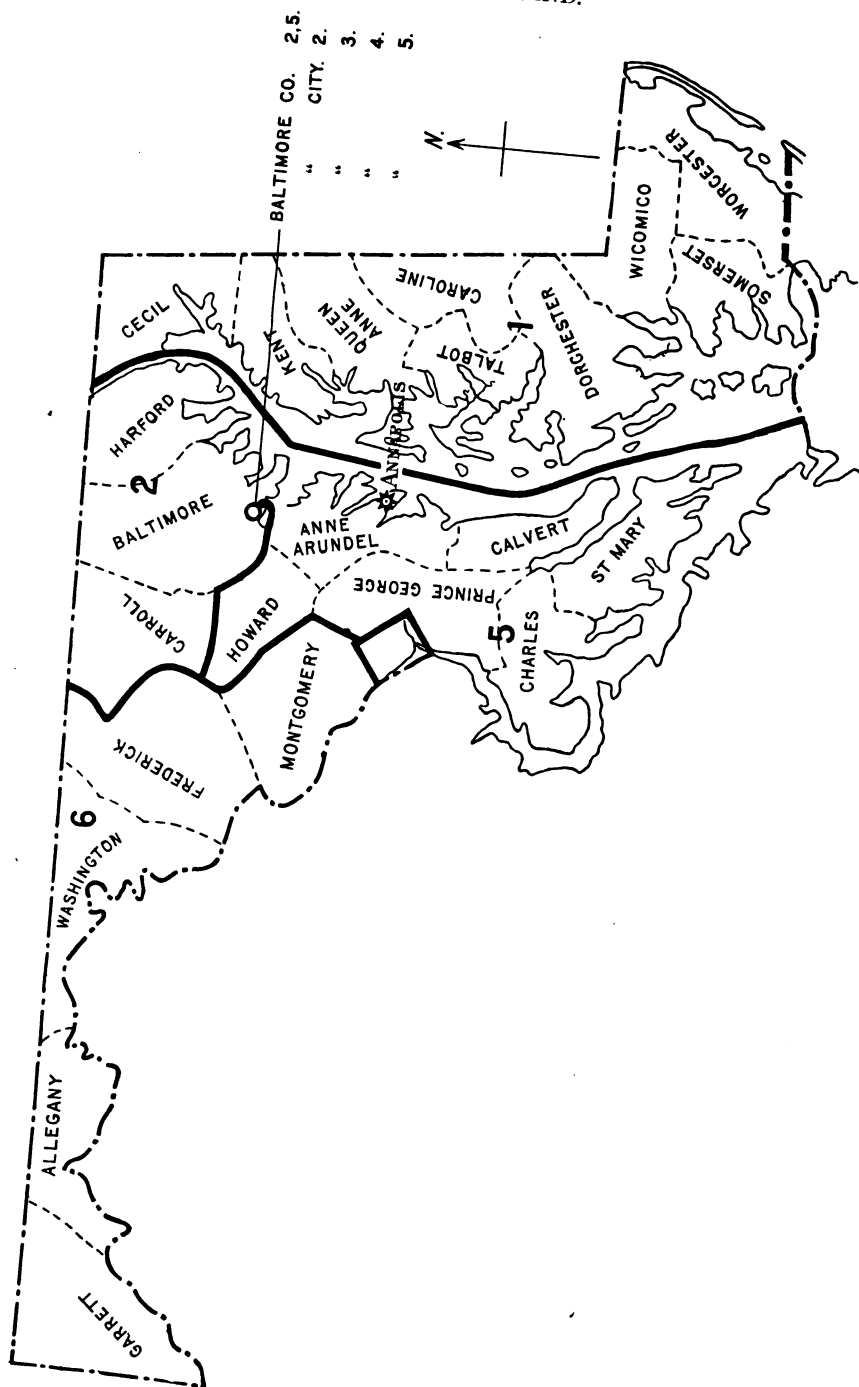 BALTIMORE CO. 2,5.
" CITY. 2.
" 3.
" 4.
" 5.
N.
GARRETT
ALLEGANY
WASHINGTON
6
FREDERICK
CARROLL
BALTIMORE
2
HARFORD
CECIL
MONTGOMERY
HOWARD
ANNE
ARUNDEL
KENT
QUEEN
ANNE
ANNAPOLIS
CAROLINE
TALBOT
1
PRINCE GEORGE
CALVERT
5
CHARLES
ST MARY
DORCHESTER
WICOMICO
SOMERSET
WORCESTER